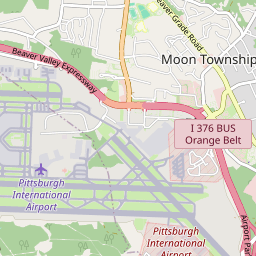 Beaver Grade Road
Moon Township
Beaver Valley Expressway
I 376 BUS
Orange Belt
Pittsburgh
International
Airport
Pittsburgh
International
Airport
Airport Par